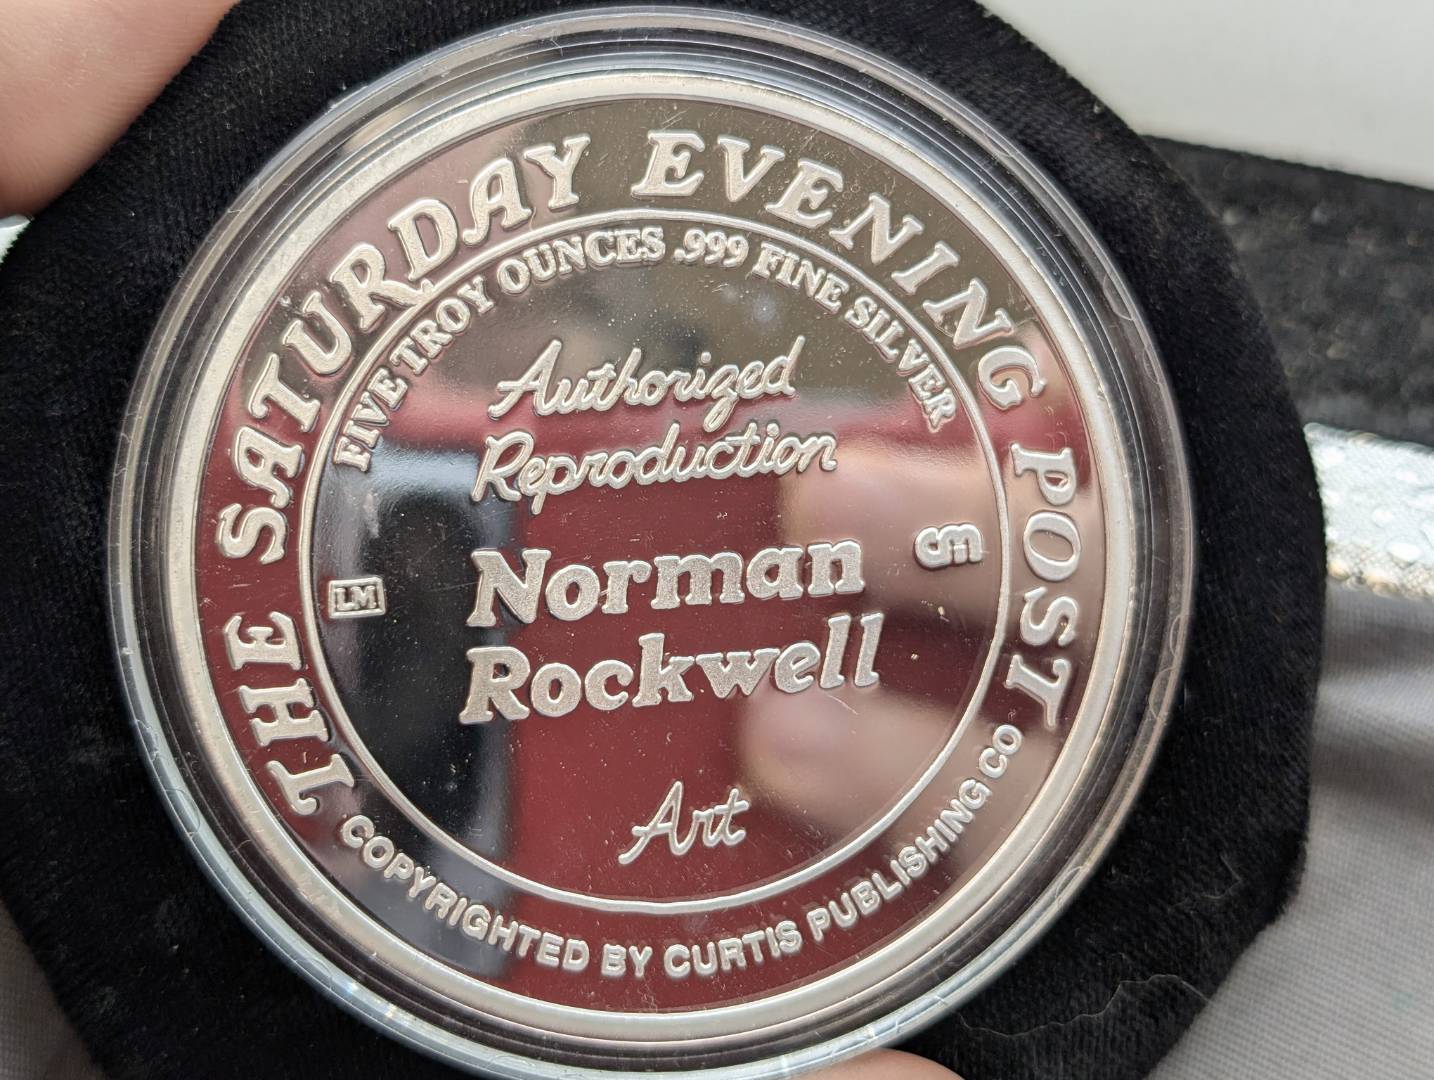 THE SATURDAY EVENING POST
FIVE TROY OUNCES .999 FINE SILVER
Authorized
Reproduction
Norman
Rockwell
LM
Art
COPYRIGHTED BY CURTIS PUBLISHING CO